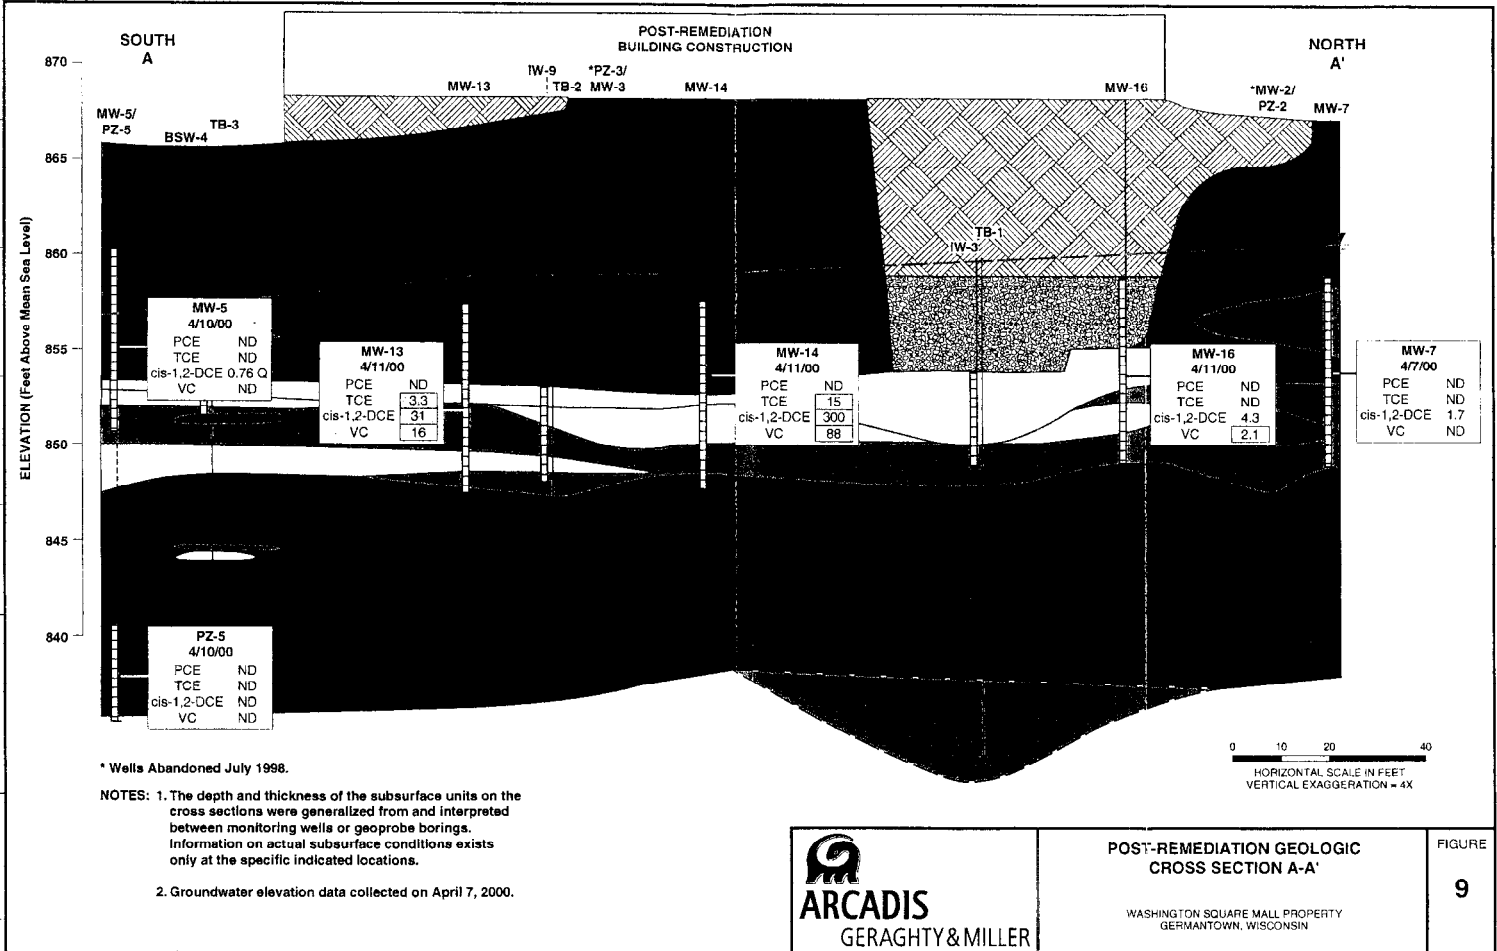 SOUTH
A
POST-REMEDIATION
BUILDING CONSTRUCTION
NORTH
A'
870
865
860
855
850
845
840
ELEVATION (Feet Above Mean Sea Level)
MW-5/
PZ-5
BSW-4
TB-3
MW-13
IW-9
TB-2
*PZ-3/
MW-3
MW-14
MW-16
*MW-2/
PZ-2
MW-7
TB-1
IW-3
MW-5
4/10/00
PCE ND
TCE ND
cis-1,2-DCE 0.76 Q
VC ND
MW-13
4/11/00
PCE ND
TCE 3.3
cis-1,2-DCE 31
VC 16
MW-14
4/11/00
PCE ND
TCE 15
cis-1,2-DCE 300
VC 88
MW-16
4/11/00
PCE ND
TCE ND
cis-1,2-DCE 4.3
VC 2.1
MW-7
4/7/00
PCE ND
TCE ND
cis-1,2-DCE 1.7
VC ND
PZ-5
4/10/00
PCE ND
TCE ND
cis-1,2-DCE ND
VC ND
* Wells Abandoned July 1998.
NOTES: 1. The depth and thickness of the subsurface units on the
cross sections were generalized from and interpreted
between monitoring wells or geoprobe borings.
Information on actual subsurface conditions exists
only at the specific indicated locations.
2. Groundwater elevation data collected on April 7, 2000.
0 10 20 40
HORIZONTAL SCALE IN FEET
VERTICAL EXAGGERATION = 4X
ARCADIS
GERAGHTY & MILLER
POST-REMEDIATION GEOLOGIC
CROSS SECTION A-A'
WASHINGTON SQUARE MALL PROPERTY
GERMANTOWN, WISCONSIN
FIGURE
9